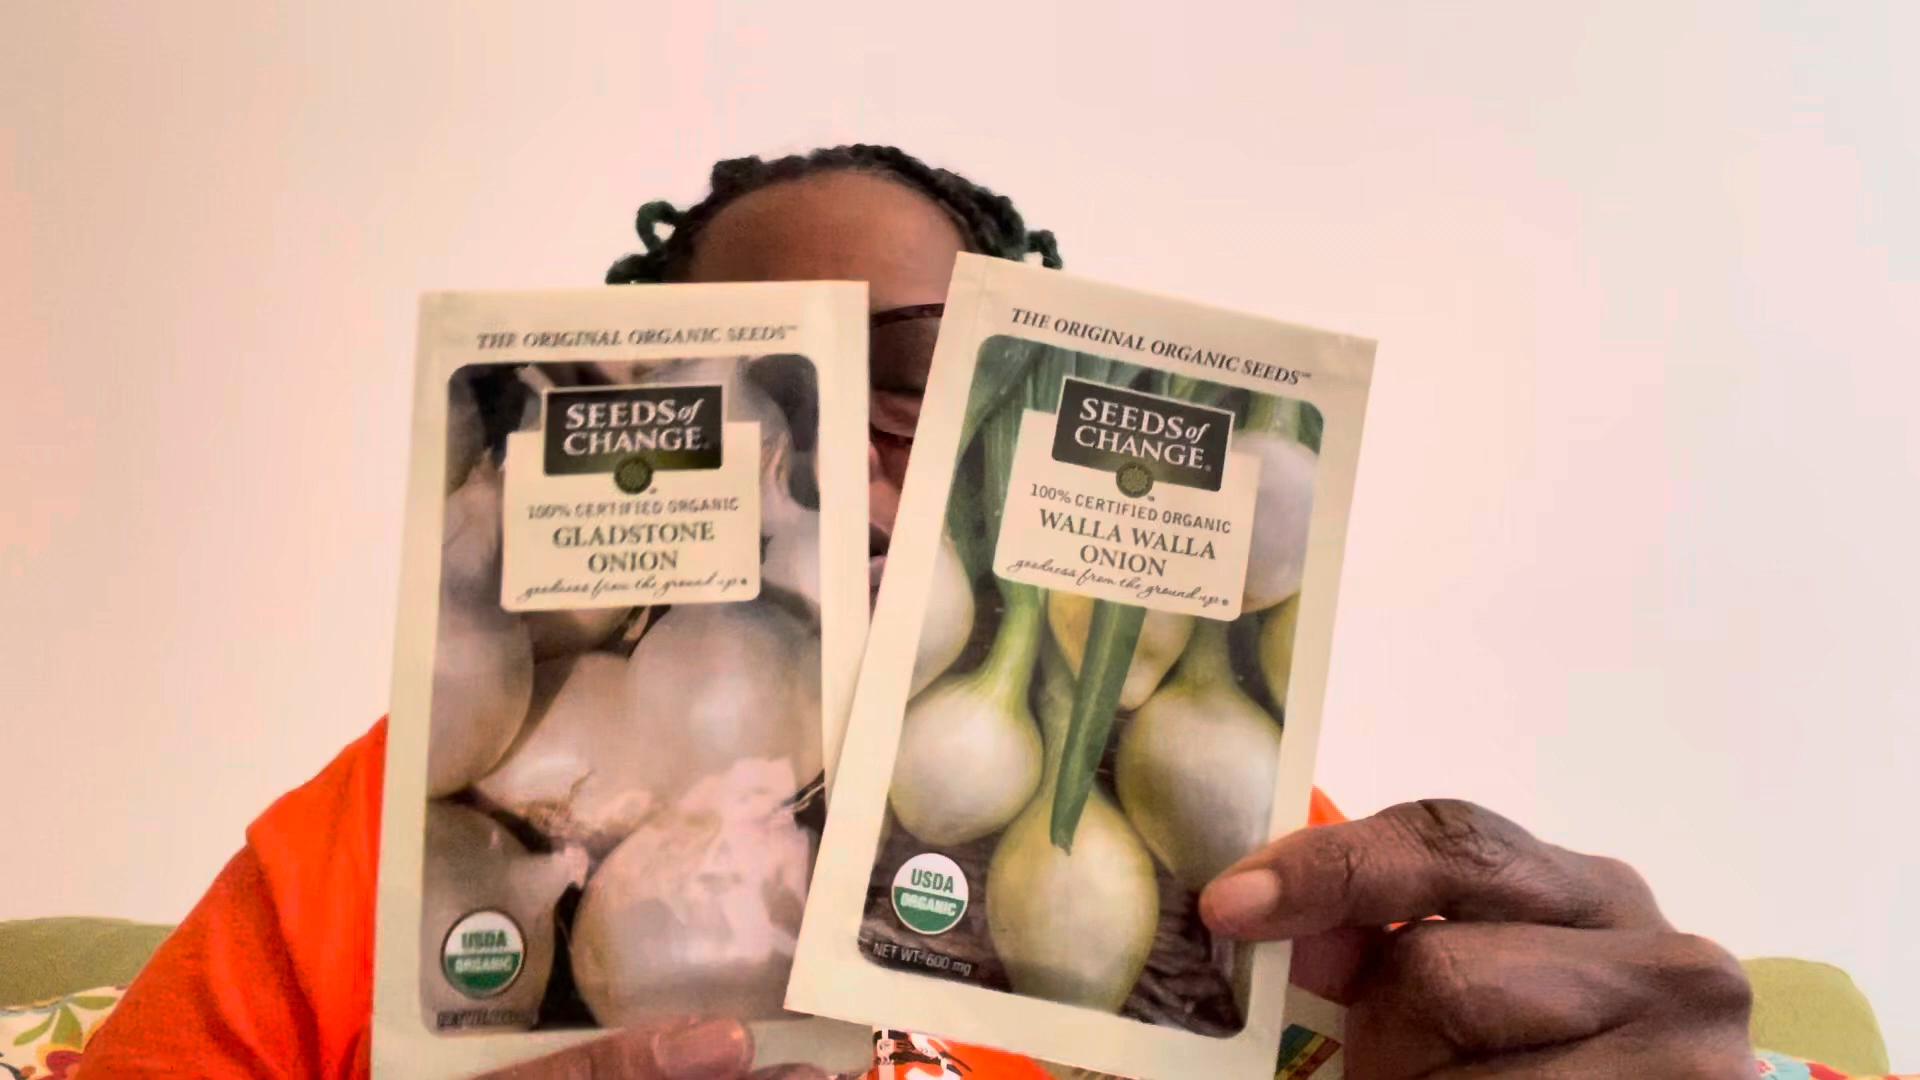 THE ORIGINAL ORGANIC SEEDS™
SEEDS of
CHANGE
100% CERTIFIED ORGANIC
GLADSTONE
ONION
goodness from the ground up
USDA
ORGANIC
THE ORIGINAL ORGANIC SEEDS™
SEEDS of
CHANGE
100% CERTIFIED ORGANIC
WALLA WALLA
ONION
goodness from the ground up
USDA
ORGANIC
NET WT 600 mg